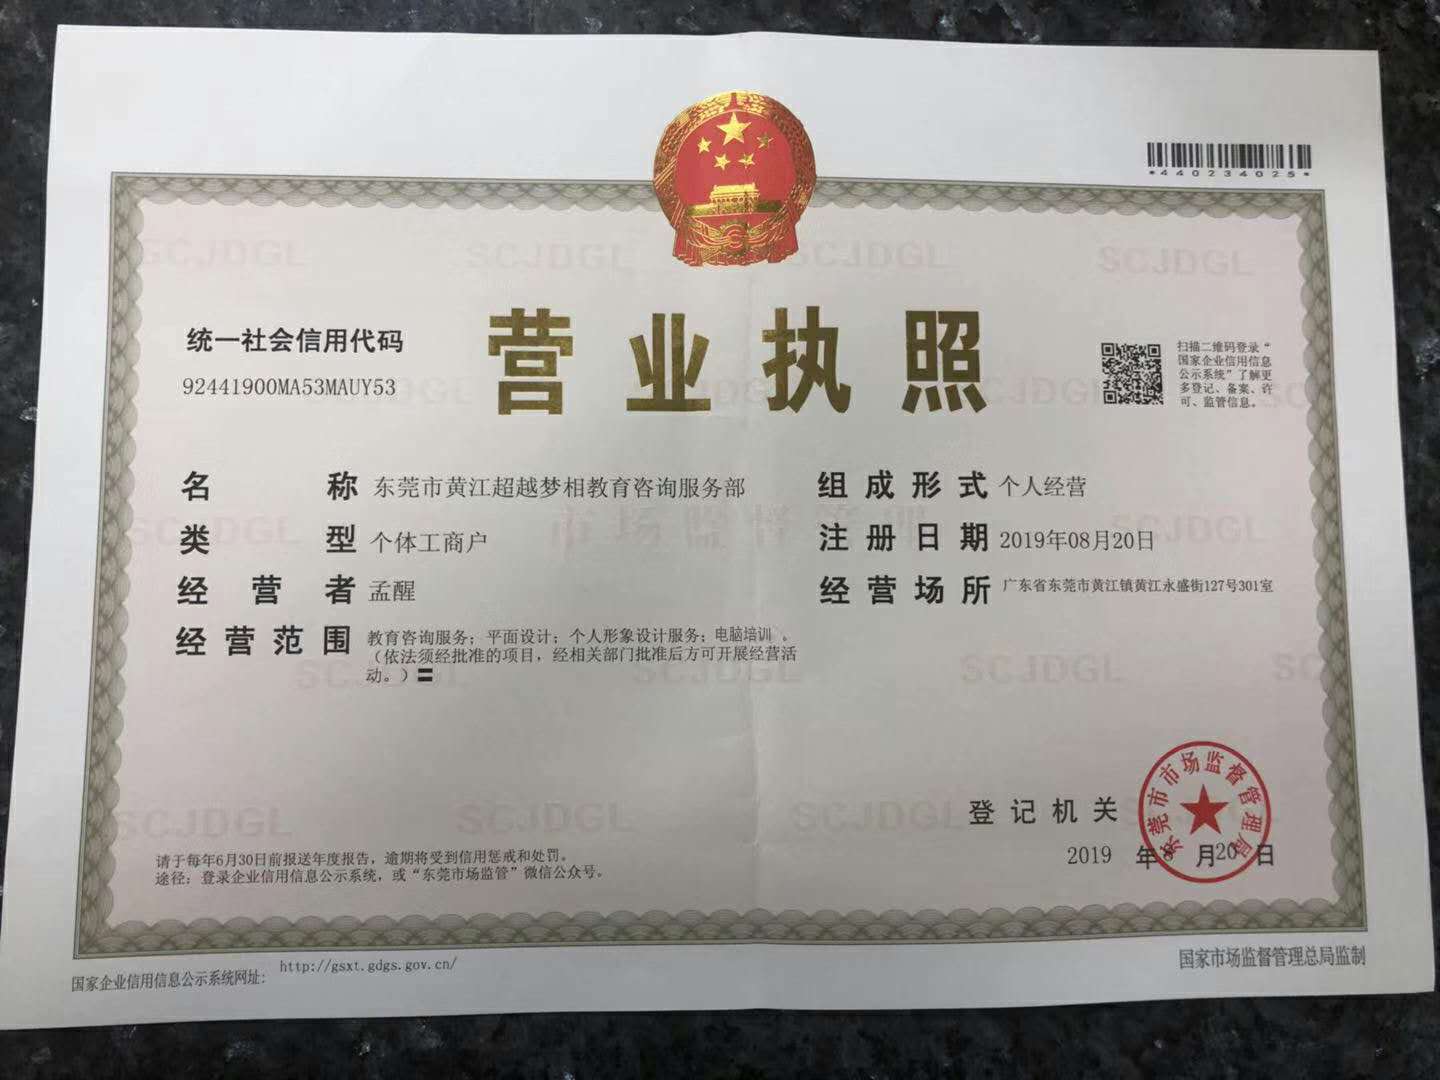 *440234025*
营业执照
统一社会信用代码
92441900MA53MAUY53
扫描二维码登录“
国家企业信用信息
公示系统”了解更
多登记、备案、许
可、监管信息。
名称 东莞市黄江超越梦相教育咨询服务部
类型 个体工商户
经营者 孟醒
经营范围 教育咨询服务；平面设计；个人形象设计服务；电脑培训 。
（依法须经批准的项目，经相关部门批准后方可开展经营活
动。）〓
组成形式 个人经营
注册日期 2019年08月20日
经营场所 广东省东莞市黄江镇黄江永盛街127号301室
登记机关
东莞市市场监督管理局
2019 年 月20日
请于每年6月30日前报送年度报告，逾期将受到信用惩戒和处罚。
途径：登录企业信用信息公示系统，或“东莞市场监管”微信公众号。
国家企业信用信息公示系统网址：http://gsxt.gdgs.gov.cn/
国家市场监督管理总局监制
SCJDGL